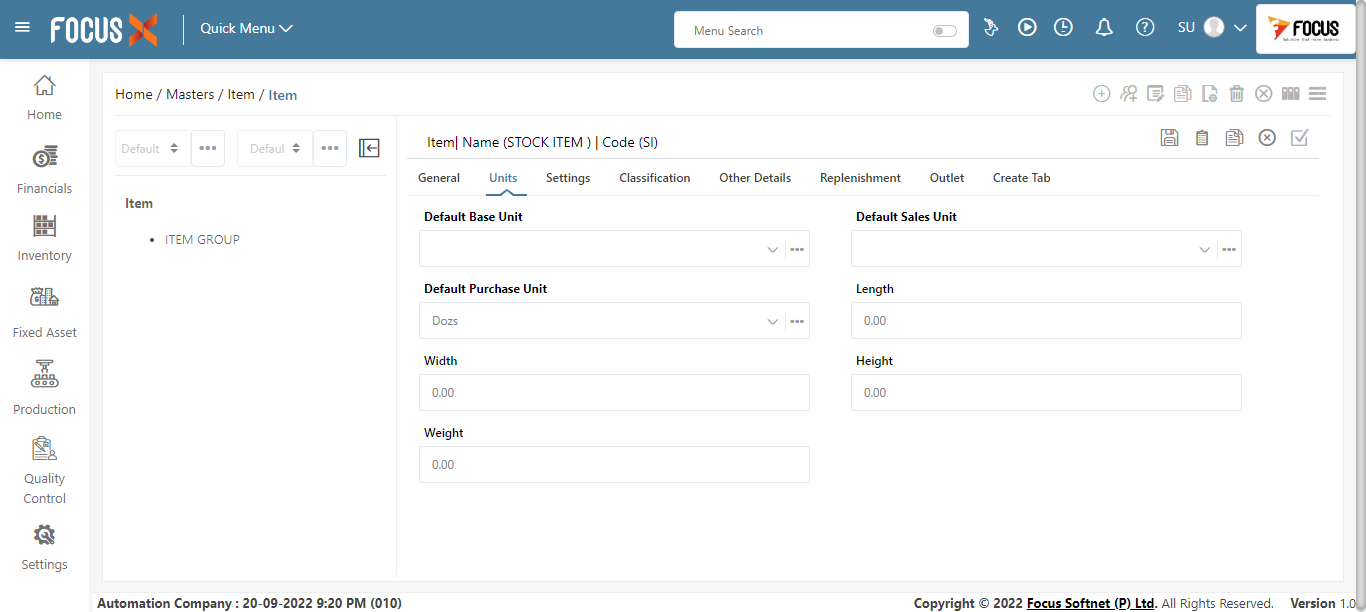 FOCUS X
Quick Menu
Menu Search
SU
FOCUS
Home
Financials
Inventory
Fixed Asset
Production
Quality
Control
Settings
Home / Masters / Item / Item
Default
Defaul
Item
ITEM GROUP
Item| Name (STOCK ITEM ) | Code (SI)
General Units Settings Classification Other Details Replenishment Outlet Create Tab
Default Base Unit
Default Sales Unit
Default Purchase Unit
Dozs
Length
0.00
Width
0.00
Height
0.00
Weight
0.00
Automation Company : 20-09-2022 9:20 PM (010)
Copyright © 2022 Focus Softnet (P) Ltd. All Rights Reserved. Version 1.0